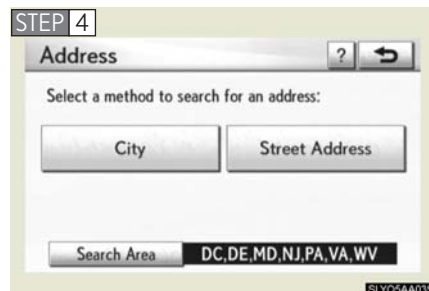 STEP 4
Address ?
Select a method to search for an address:
City Street Address
Search Area DC,DE,MD,NJ,PA,VA,WV
SLYO5AA039